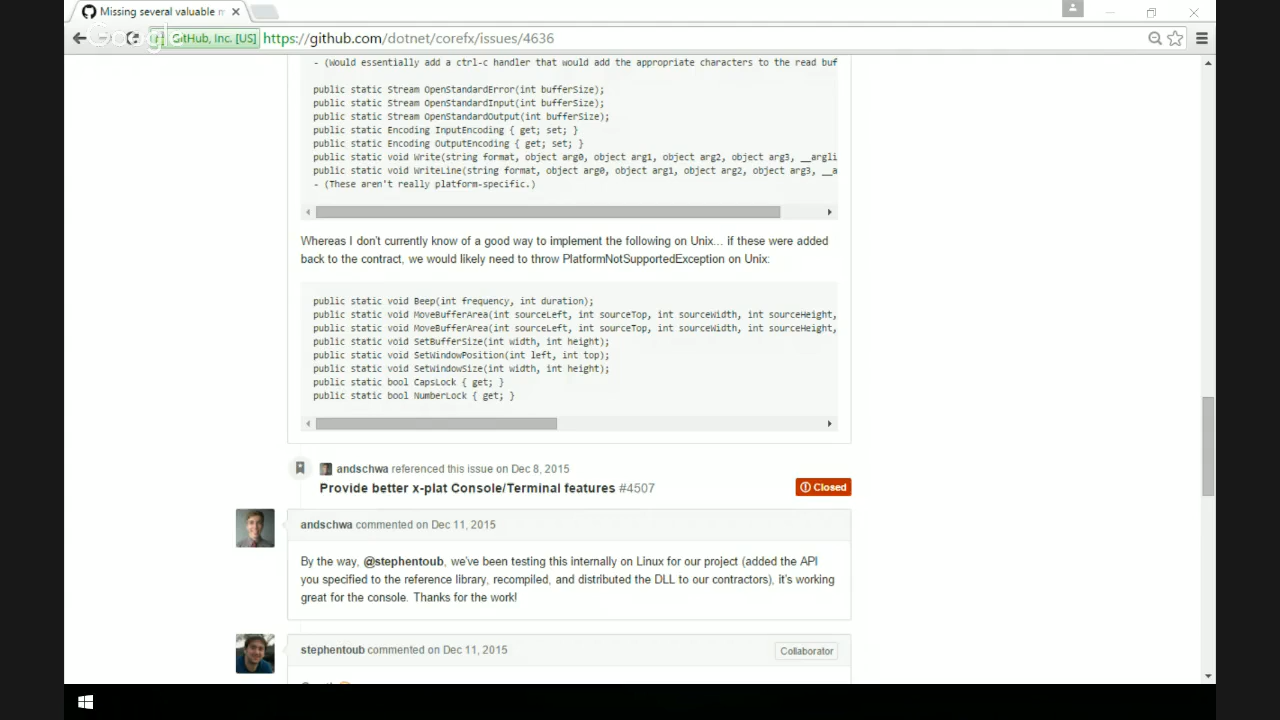 Missing several valuable m
Google
GitHub, Inc. [US] https://github.com/dotnet/corefx/issues/4636
- (Would essentially add a ctrl-c handler that would add the appropriate characters to the read buf
public static Stream OpenStandardError(int bufferSize);
public static Stream OpenStandardInput(int bufferSize);
public static Stream OpenStandardOutput(int bufferSize);
public static Encoding InputEncoding { get; set; }
public static Encoding OutputEncoding { get; set; }
public static void Write(string format, object arg0, object arg1, object arg2, object arg3, __argli
public static void WriteLine(string format, object arg0, object arg1, object arg2, object arg3, __a
- (These aren't really platform-specific.)
Whereas I don't currently know of a good way to implement the following on Unix... if these were added
back to the contract, we would likely need to throw PlatformNotSupportedException on Unix:
public static void Beep(int frequency, int duration);
public static void MoveBufferArea(int sourceLeft, int sourceTop, int sourceWidth, int sourceHeight,
public static void MoveBufferArea(int sourceLeft, int sourceTop, int sourceWidth, int sourceHeight,
public static void SetBufferSize(int width, int height);
public static void SetWindowPosition(int left, int top);
public static void SetWindowSize(int width, int height);
public static bool CapsLock { get; }
public static bool NumberLock { get; }
andschwa referenced this issue on Dec 8, 2015
Provide better x-plat Console/Terminal features #4507
Closed
andschwa commented on Dec 11, 2015
By the way, @stephentoub, we've been testing this internally on Linux for our project (added the API
you specified to the reference library, recompiled, and distributed the DLL to our contractors), it's working
great for the console. Thanks for the work!
stephentoub commented on Dec 11, 2015
Collaborator